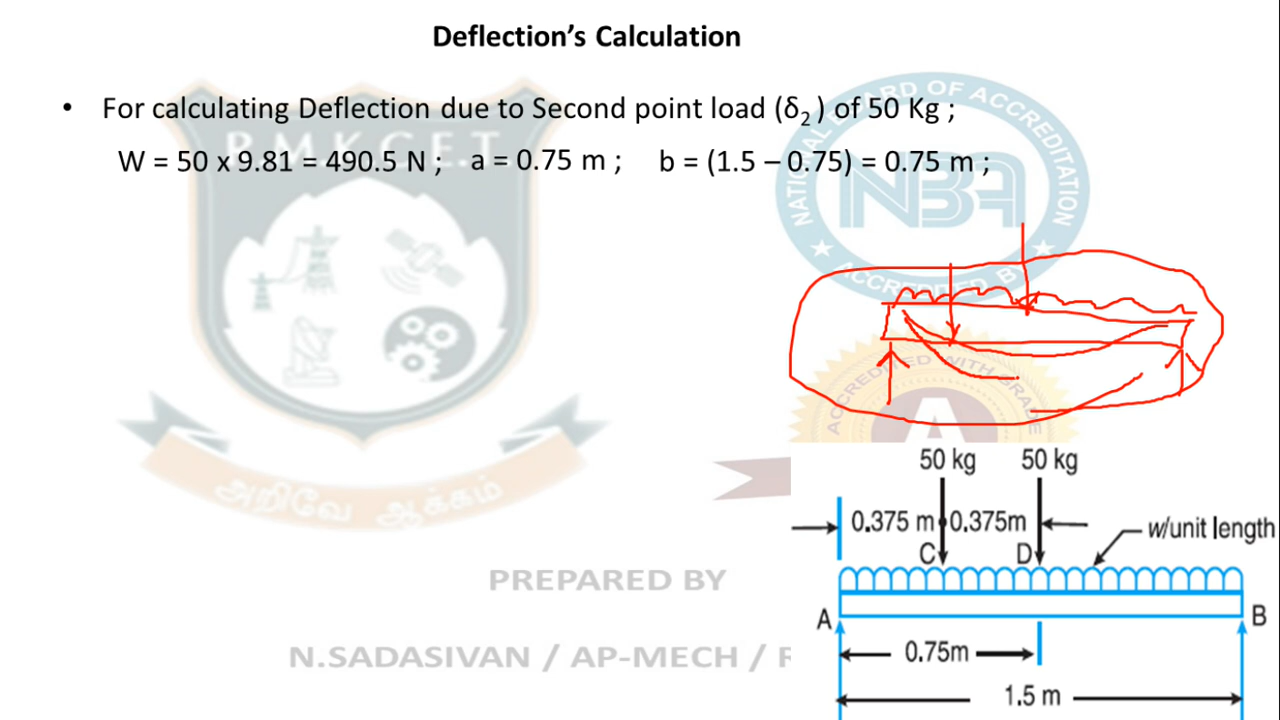 Deflection’s Calculation
• For calculating Deflection due to Second point load (δ₂ ) of 50 Kg ;
W = 50 x 9.81 = 490.5 N ; a = 0.75 m ; b = (1.5 – 0.75) = 0.75 m ;
R.M.K.C.E.T
NATIONAL BOARD OF ACCREDITATION
NBA
ACCREDITED BY
ACCREDITED WITH GRADE
A
அறிவே ஆக்கம்
50 kg 50 kg
0.375 m 0.375m
w/unit length
C D
A B
0.75m
1.5 m
PREPARED BY
N.SADASIVAN / AP-MECH /